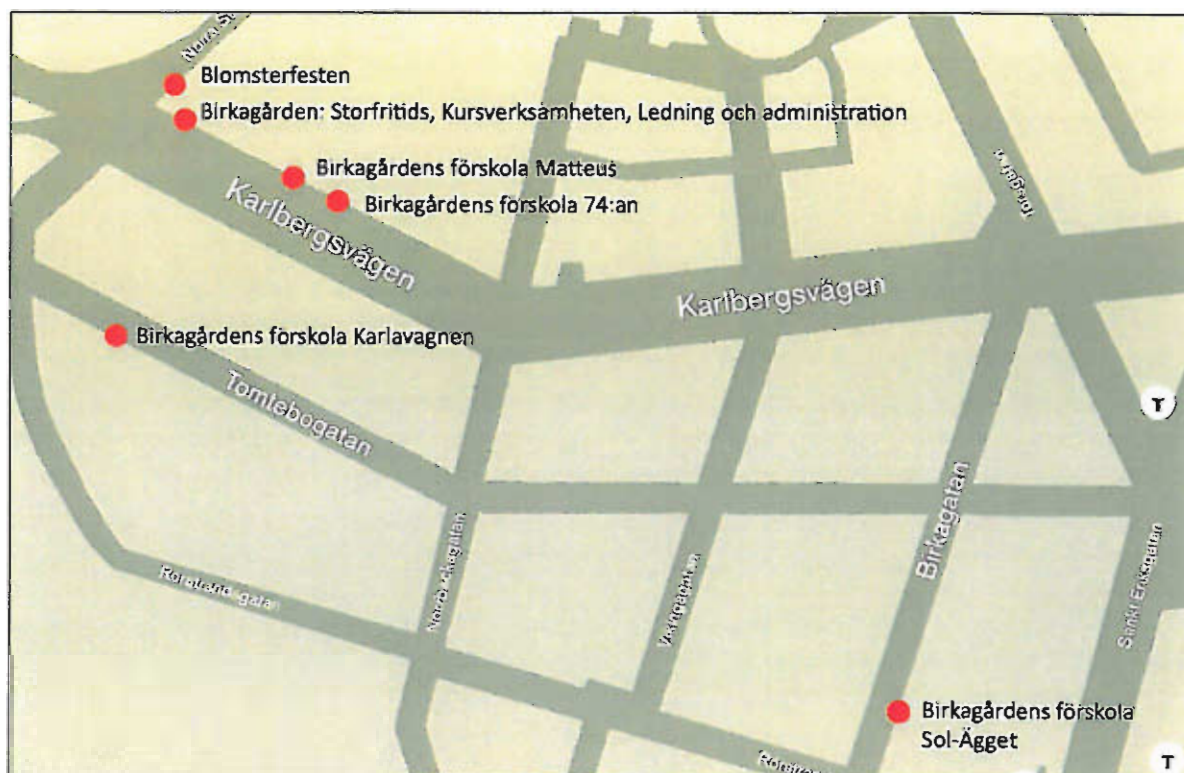 Blomsterfesten
Birkagården: Storfritids, Kursverksamheten, Ledning och administration
Birkagårdens förskola Matteus
Birkagårdens förskola 74:an
Karlbergsvägen
Karlbergsvägen
Birkagårdens förskola Karlavagnen
Tomtebogatan
T
Birkagatan
Sankt Eriksgatan
Birkagårdens förskola
Sol-Ägget
T